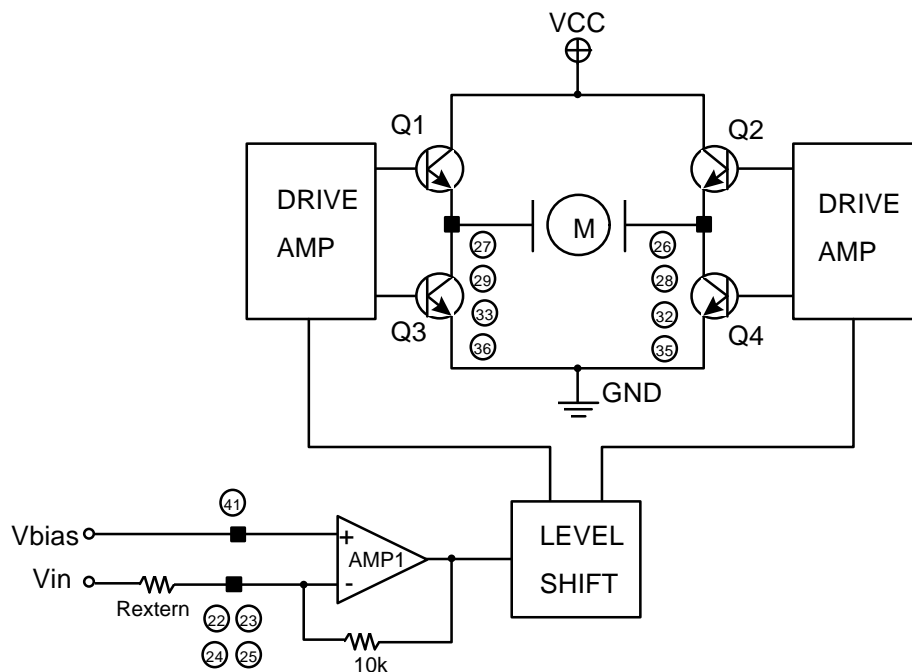 VCC
Q1
Q2
DRIVE
AMP
M
DRIVE
AMP
27
26
29
28
33
32
36
35
Q3
Q4
GND
41
Vbias
+
AMP1
-
LEVEL
SHIFT
Vin
Rextern
22 23
24 25
10k